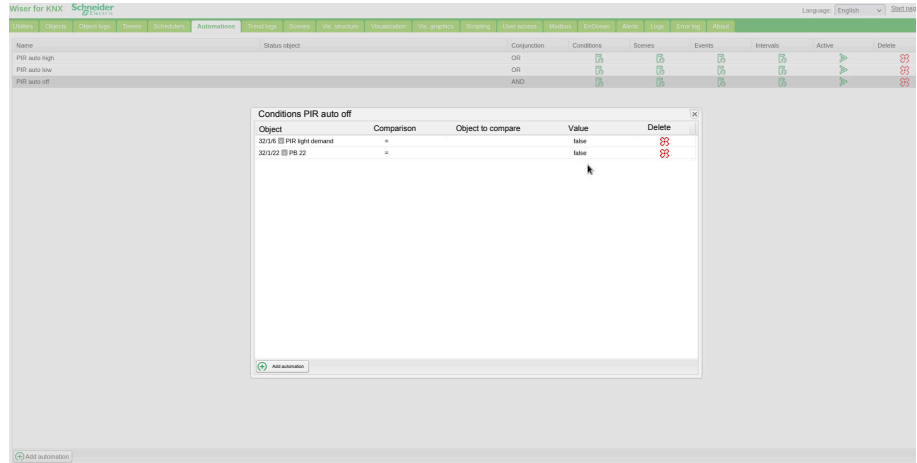 Wiser for KNX Schneider Electric Language: English Start pag
Utilities Objects Object logs Timers Schedulers Automations Trend logs Scenes Vis. structure Visualization Vis. graphics Scripting User access Modbus EnOcean Alerts Logs Error log About
Name Status object Conjunction Conditions Scenes Events Intervals Active Delete
PIR auto high OR
PIR auto low OR
PIR auto off AND
Conditions PIR auto off
Object Comparison Object to compare Value Delete
32/1/6 PIR light demand = false
32/1/22 PB 22 = false
Add automation
Add automation